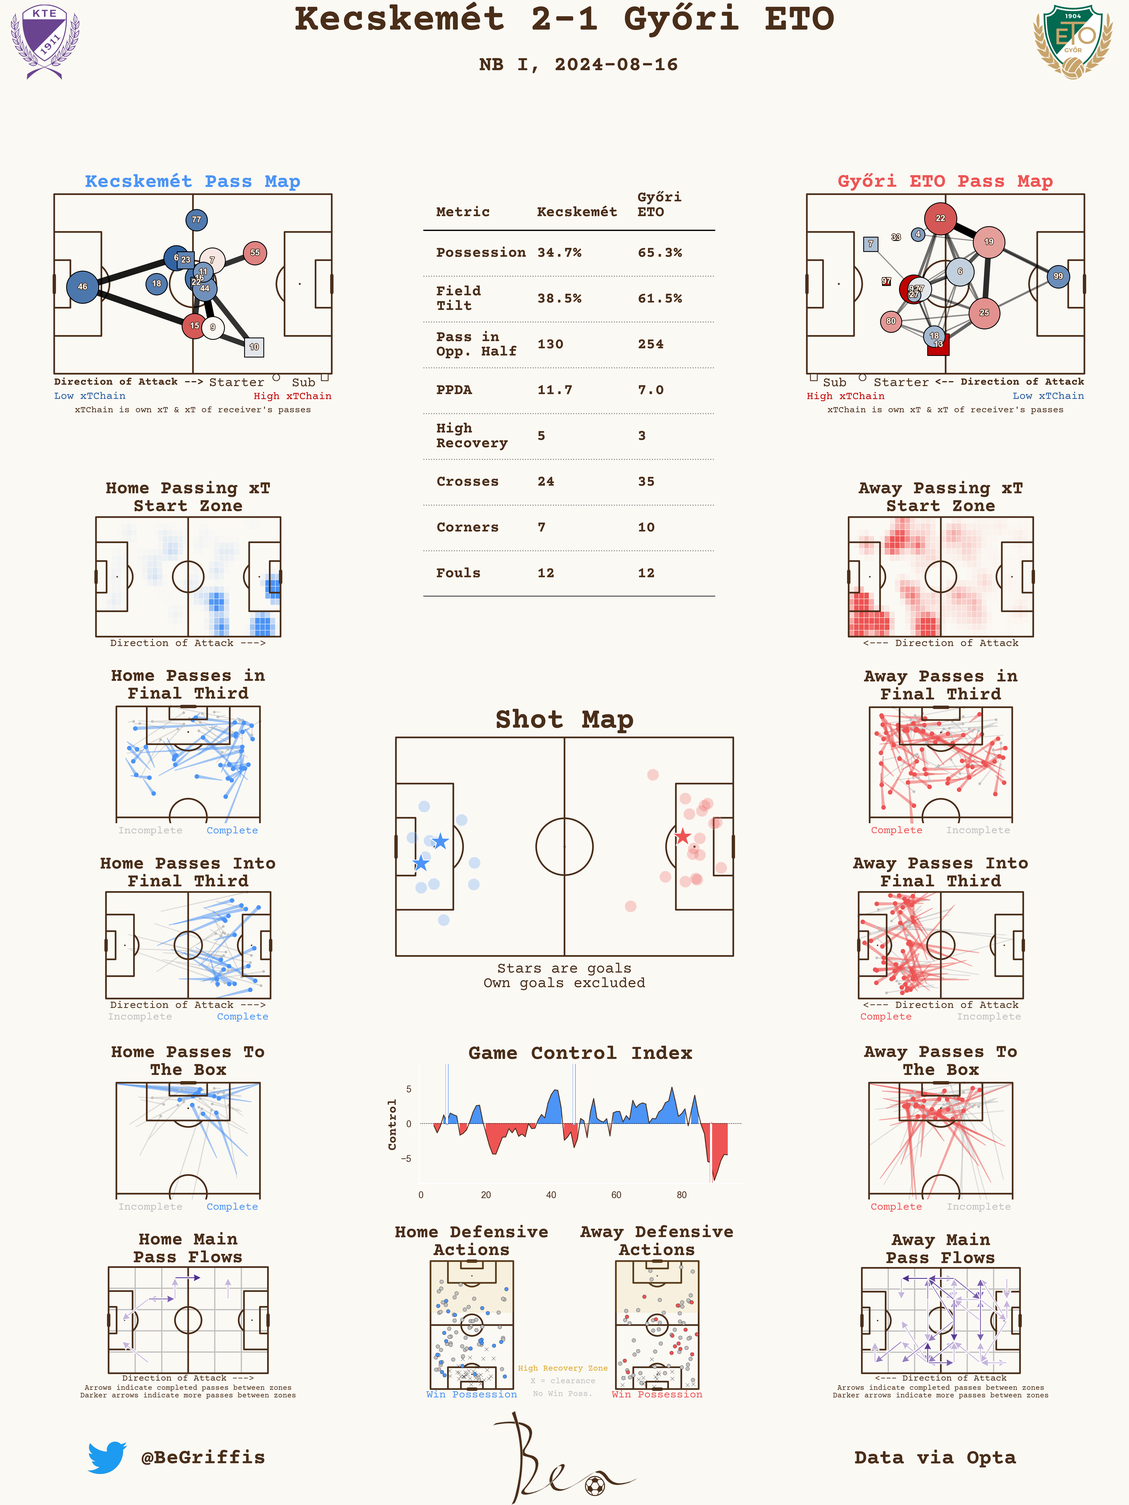 Kecskemét 2-1 Győri ETO
NB I, 2024-08-16
KTE
1911
1904
ETO
GYŐR
Kecskemét Pass Map
77
55
7
23
11
46
18
44
15
9
10
Direction of Attack --> Starter Sub
Low xTChain High xTChain
xTChain is own xT & xT of receiver's passes
Metric Kecskemét Győri ETO
Possession 34.7% 65.3%
Field Tilt 38.5% 61.5%
Pass in Opp. Half 130 254
PPDA 11.7 7.0
High Recovery 5 3
Crosses 24 35
Corners 7 10
Fouls 12 12
Győri ETO Pass Map
22
4
33
7
19
6
99
97
27
80
25
18
13
Sub Starter <-- Direction of Attack
High xTChain Low xTChain
xTChain is own xT & xT of receiver's passes
Home Passing xT
Start Zone
Direction of Attack --->
Away Passing xT
Start Zone
<--- Direction of Attack
Home Passes in
Final Third
Incomplete Complete
Shot Map
Stars are goals
Own goals excluded
Away Passes in
Final Third
Complete Incomplete
Home Passes Into
Final Third
Direction of Attack --->
Incomplete Complete
Away Passes Into
Final Third
<--- Direction of Attack
Complete Incomplete
Home Passes To
The Box
Incomplete Complete
Game Control Index
Control
5
0
−5
0 20 40 60 80
Away Passes To
The Box
Complete Incomplete
Home Main
Pass Flows
Direction of Attack --->
Arrows indicate completed passes between zones
Darker arrows indicate more passes between zones
Home Defensive
Actions
Win Possession
High Recovery Zone
X = clearance
No Win Poss.
Away Defensive
Actions
Win Possession
Away Main
Pass Flows
<--- Direction of Attack
Arrows indicate completed passes between zones
Darker arrows indicate more passes between zones
@BeGriffis
Ben
Data via Opta